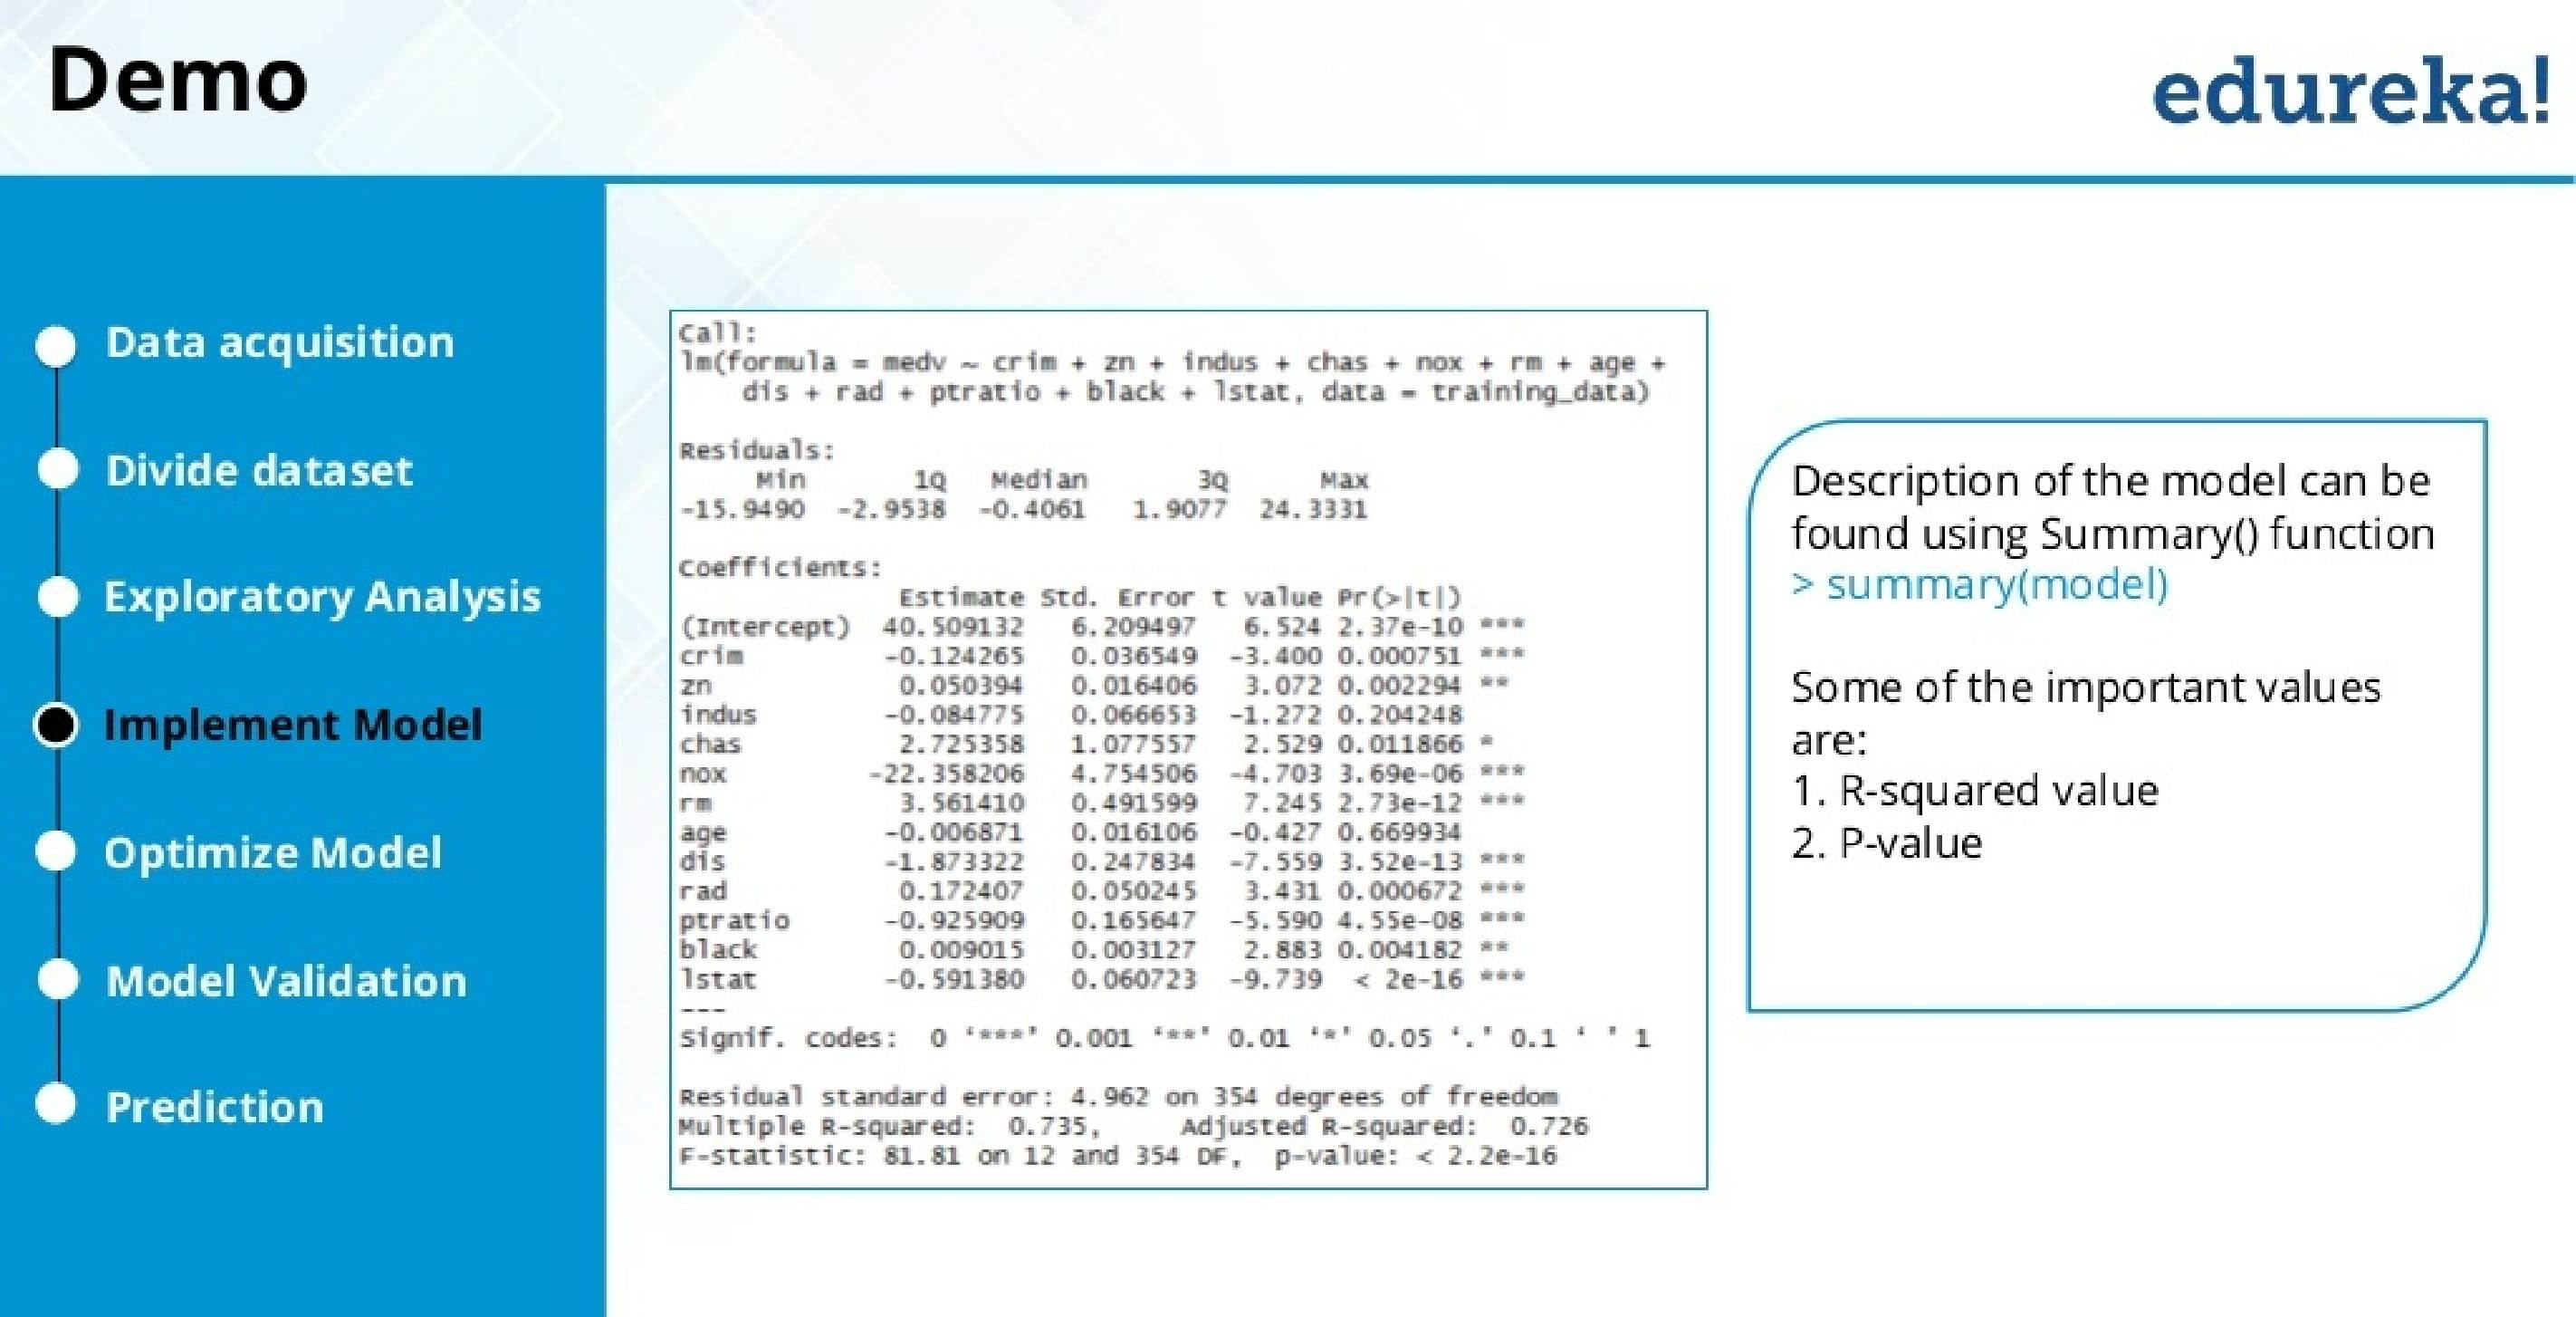 Demo
edureka!
Data acquisition
Divide dataset
Exploratory Analysis
Implement Model
Optimize Model
Model Validation
Prediction
Call:
lm(formula = medv ~ crim + zn + indus + chas + nox + rm + age +
    dis + rad + ptratio + black + lstat, data = training_data)
Residuals:
     Min       1Q   Median       3Q      Max
-15.9490  -2.9538  -0.4061   1.9077  24.3331
Coefficients:
              Estimate Std. Error t value Pr(>|t|)
(Intercept)  40.509132   6.209497   6.524 2.37e-10 ***
crim         -0.124265   0.036549  -3.400 0.000751 ***
zn            0.050394   0.016406   3.072 0.002294 **
indus        -0.084775   0.066653  -1.272 0.204248
chas          2.725358   1.077557   2.529 0.011866 *
nox         -22.358206   4.754506  -4.703 3.69e-06 ***
rm            3.561410   0.491599   7.245 2.73e-12 ***
age          -0.006871   0.016106  -0.427 0.669934
dis          -1.873322   0.247834  -7.559 3.52e-13 ***
rad           0.172407   0.050245   3.431 0.000672 ***
ptratio      -0.925909   0.165647  -5.590 4.55e-08 ***
black         0.009015   0.003127   2.883 0.004182 **
lstat        -0.591380   0.060723  -9.739  < 2e-16 ***
---
Signif. codes:  0 ‘***’ 0.001 ‘**’ 0.01 ‘*’ 0.05 ‘.’ 0.1 ‘ ’ 1
Residual standard error: 4.962 on 354 degrees of freedom
Multiple R-squared:  0.735,     Adjusted R-squared:  0.726
F-statistic: 81.81 on 12 and 354 DF,  p-value: < 2.2e-16
Description of the model can be
found using Summary() function
> summary(model)
Some of the important values
are:
1. R-squared value
2. P-value